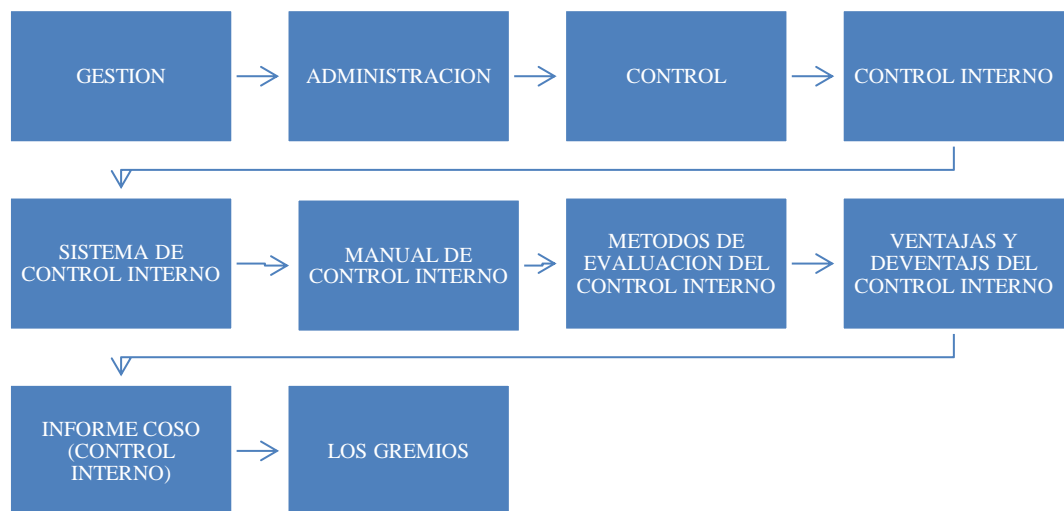 GESTION
ADMINISTRACION
CONTROL
CONTROL INTERNO
SISTEMA DE
CONTROL INTERNO
MANUAL DE
CONTROL INTERNO
METODOS DE
EVALUACION DEL
CONTROL INTERNO
VENTAJAS Y
DEVENTAJS DEL
CONTROL INTERNO
INFORME COSO
(CONTROL
INTERNO)
LOS GREMIOS